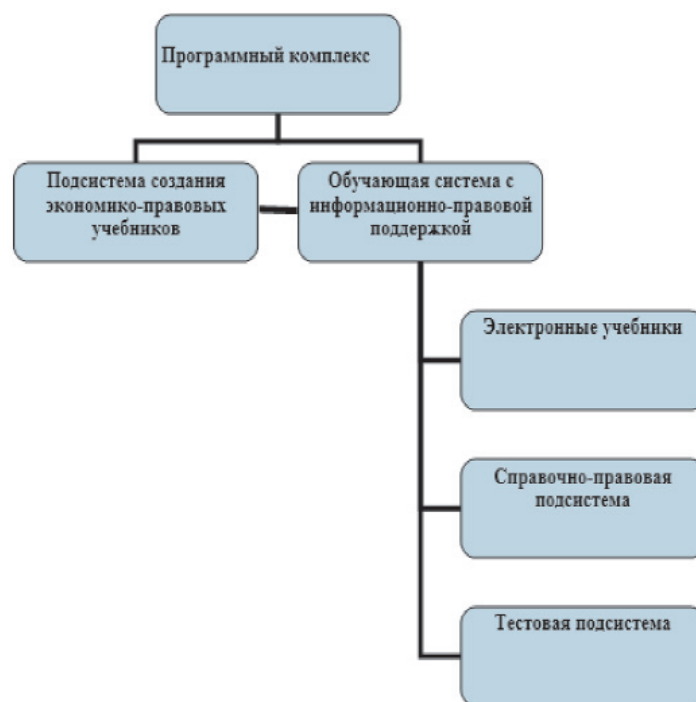 Программный комплекс
Подсистема создания
экономико-правовых
учебников
Обучающая система с
информационно-правовой
поддержкой
Электронные учебники
Справочно-правовая
подсистема
Тестовая подсистема